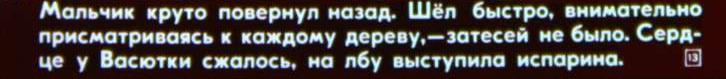 Мальчик круто повернул назад. Шёл быстро, внимательно
присматриваясь к каждому дереву,—затесей не было. Серд-
це у Васютки сжалось, на лбу выступила испарина. 13